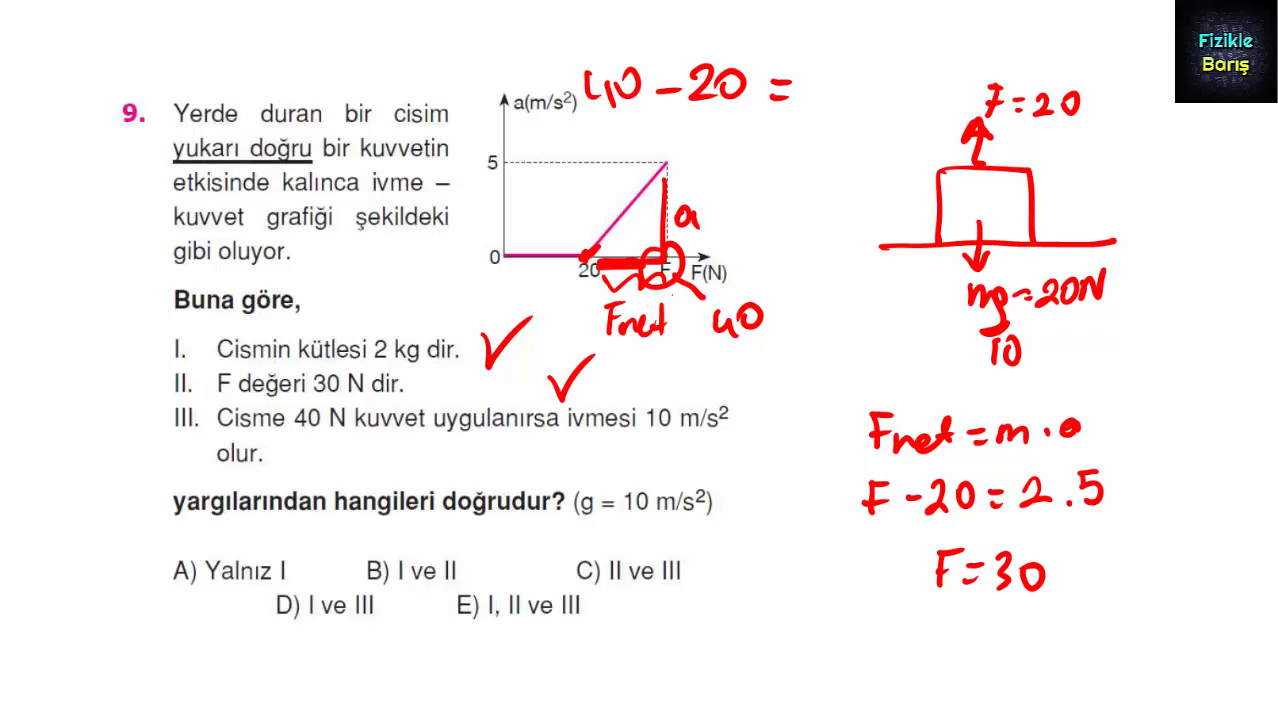 Fizikle
Barış
40 - 20 =
F = 20
9. Yerde duran bir cisim
yukarı doğru bir kuvvetin
etkisinde kalınca ivme –
kuvvet grafiği şekildeki
gibi oluyor.
a(m/s²)
5
0
20
F
F(N)
a
Fnet
40
mg = 20N
10
Buna göre,
I. Cismin kütlesi 2 kg dir.
II. F değeri 30 N dir.
III. Cisme 40 N kuvvet uygulanırsa ivmesi 10 m/s²
olur.
yargılarından hangileri doğrudur? (g = 10 m/s²)
A) Yalnız I B) I ve II C) II ve III
D) I ve III E) I, II ve III
Fnet = m . a
F - 20 = 2 . 5
F = 30